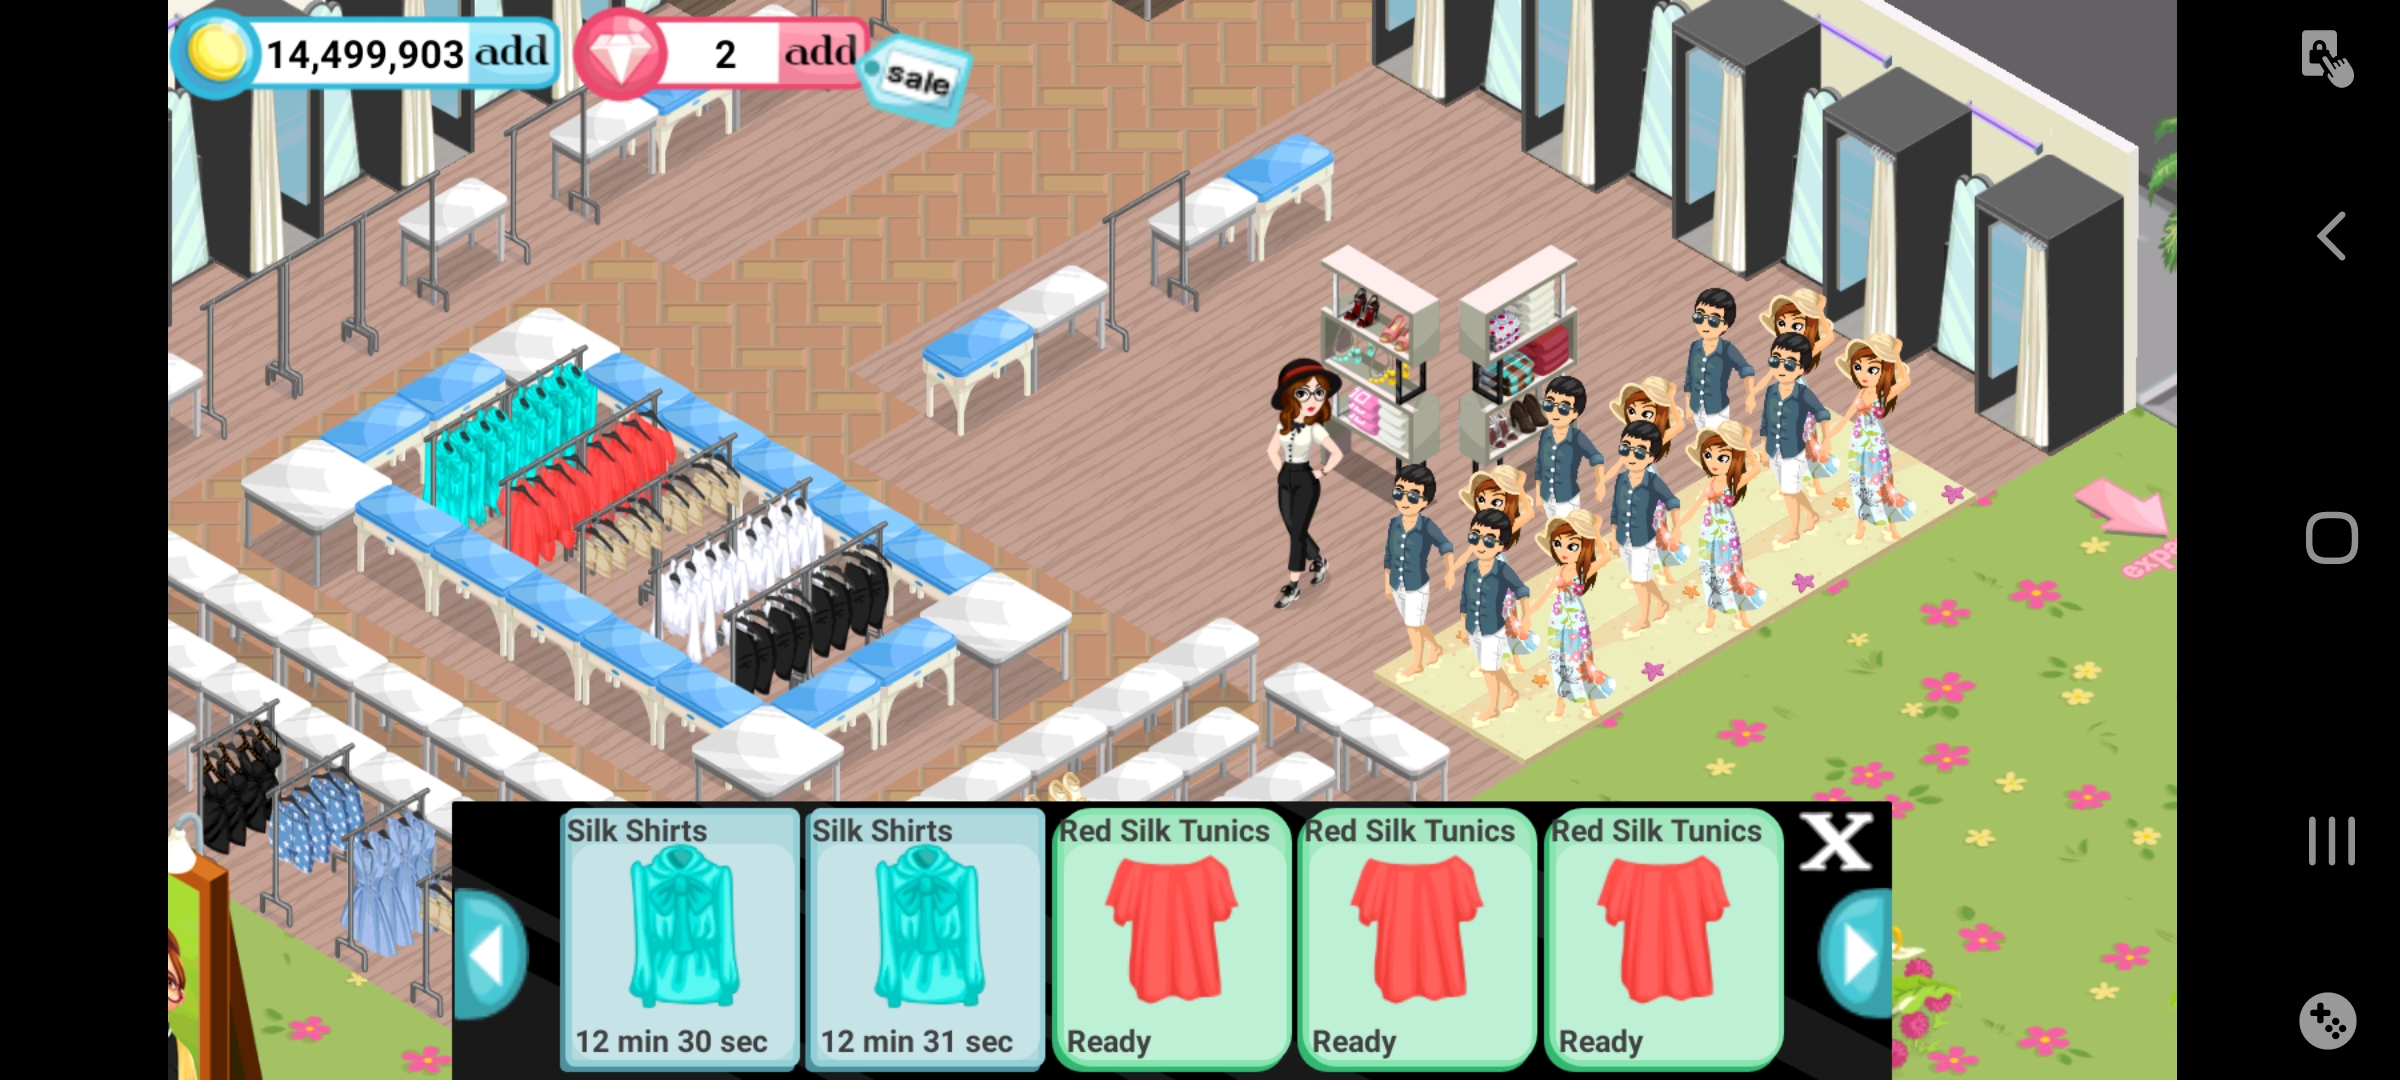 14,499,903 add
2 add
sale
Silk Shirts
12 min 30 sec
Silk Shirts
12 min 31 sec
Red Silk Tunics
Ready
Red Silk Tunics
Ready
Red Silk Tunics
Ready
X